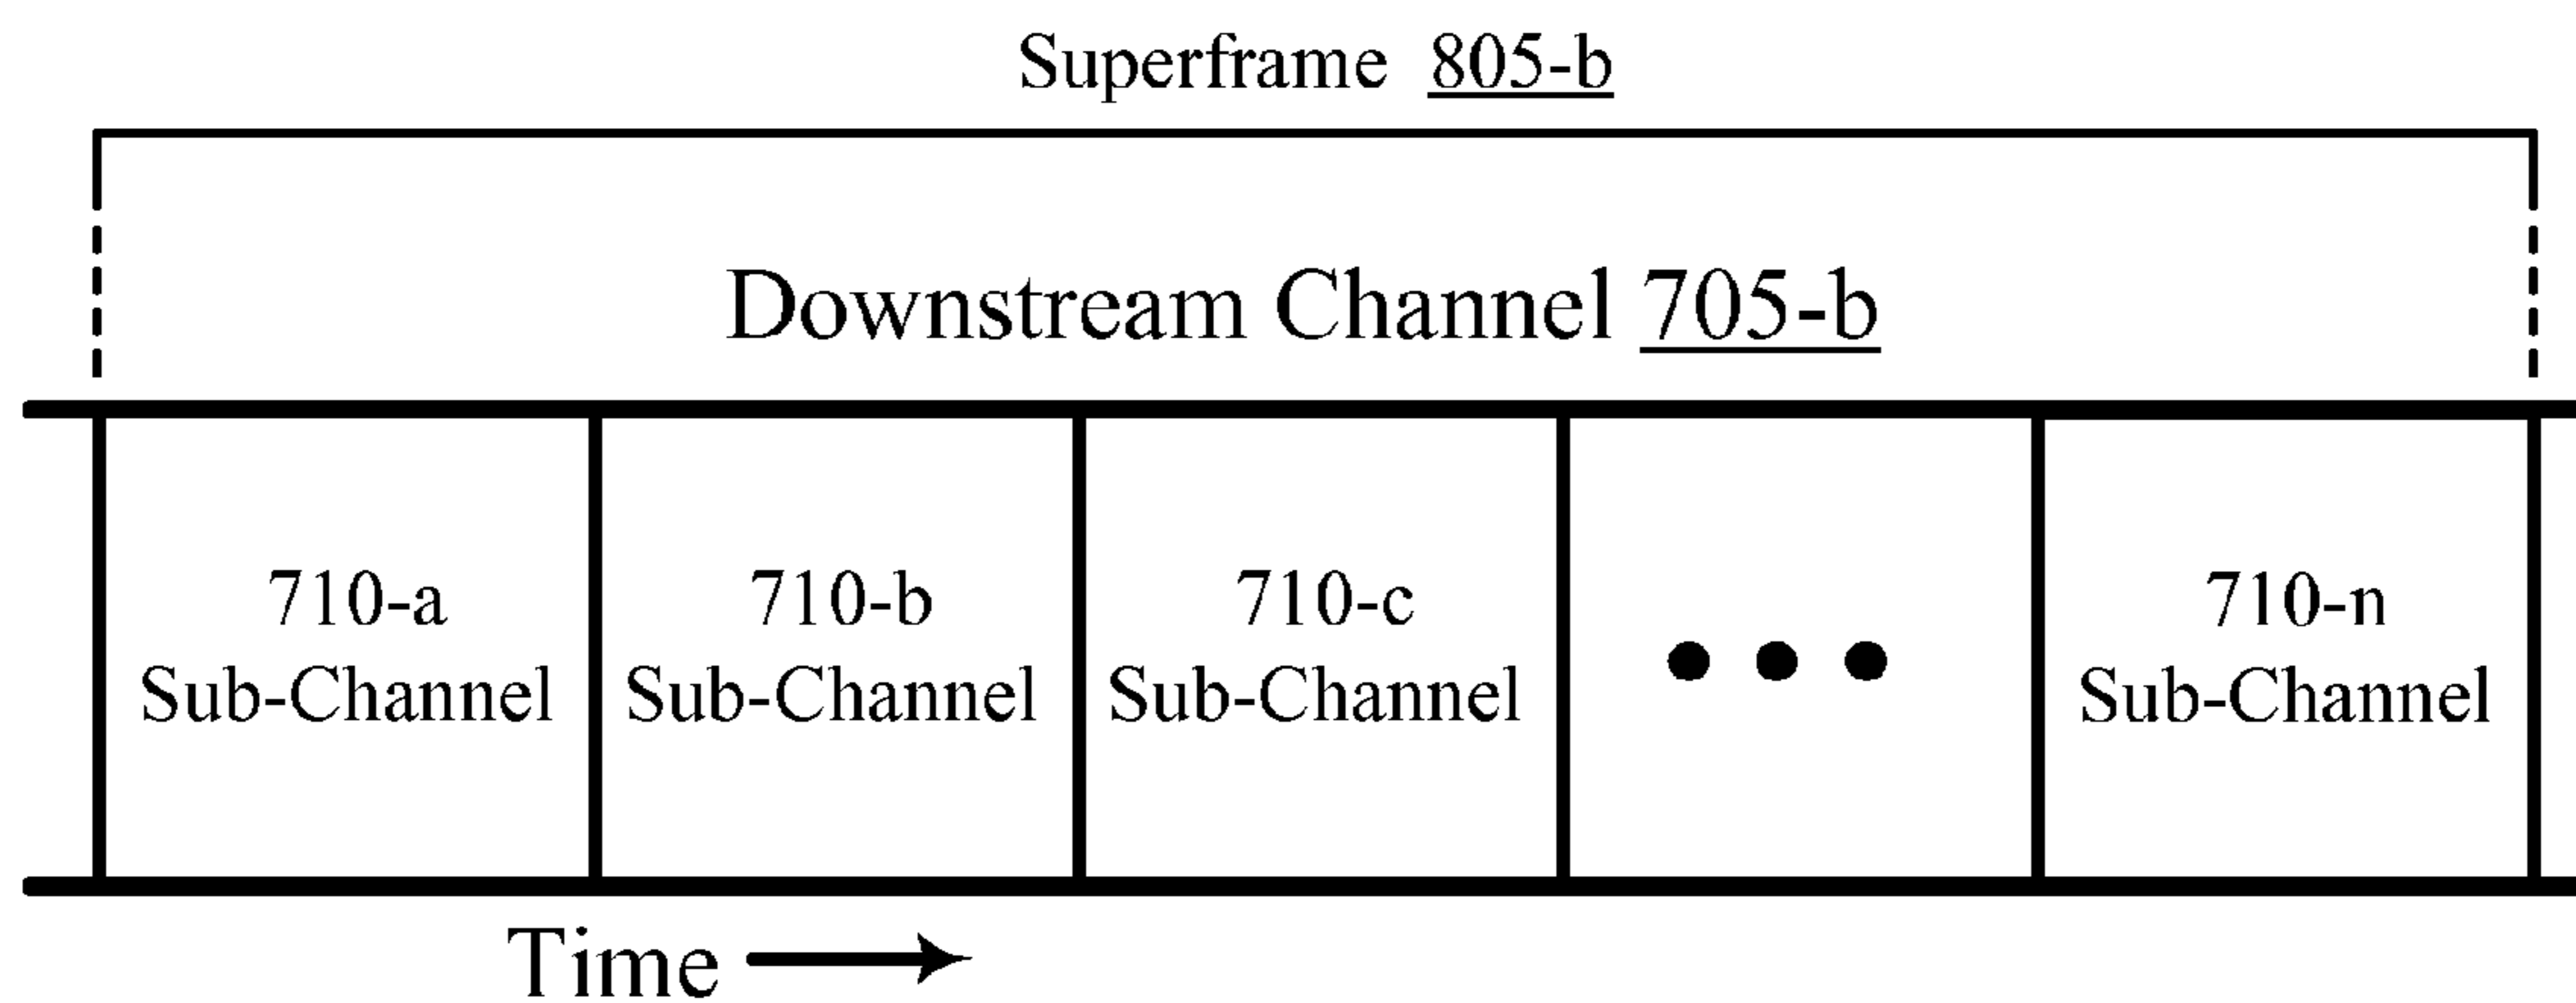 Superframe 805-b
Downstream Channel 705-b
710-a
Sub-Channel
710-b
Sub-Channel
710-c
Sub-Channel
710-n
Sub-Channel
Time